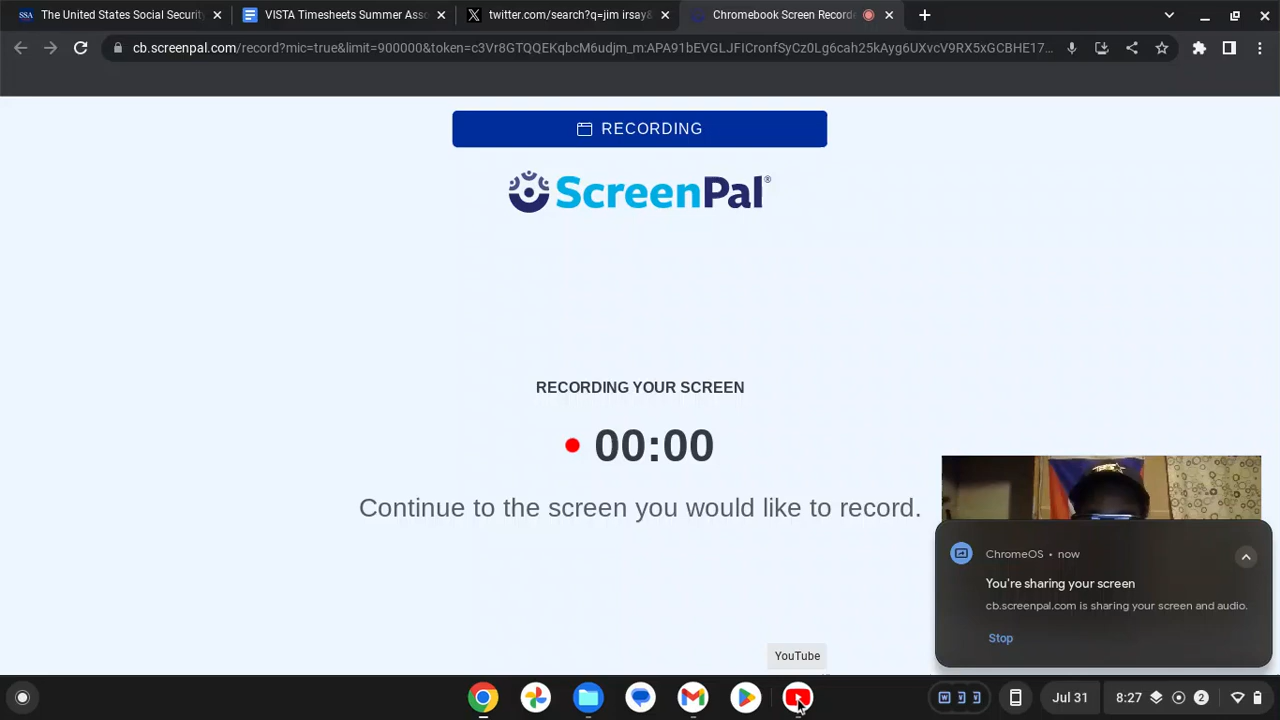 The United States Social Security
VISTA Timesheets Summer Asso
twitter.com/search?q=jim irsay&
Chromebook Screen Recorde
cb.screenpal.com/record?mic=true&limit=900000&token=c3Vr8GTQQEKqbcM6udjm_m:APA91bEVGLJFICronfSyCz0Lg6cah25kAyg6UXvcV9RX5xGCBHE17...
RECORDING
ScreenPal®
RECORDING YOUR SCREEN
00:00
Continue to the screen you would like to record.
ChromeOS • now
You're sharing your screen
cb.screenpal.com is sharing your screen and audio.
Stop
YouTube
Jul 31
8:27
2